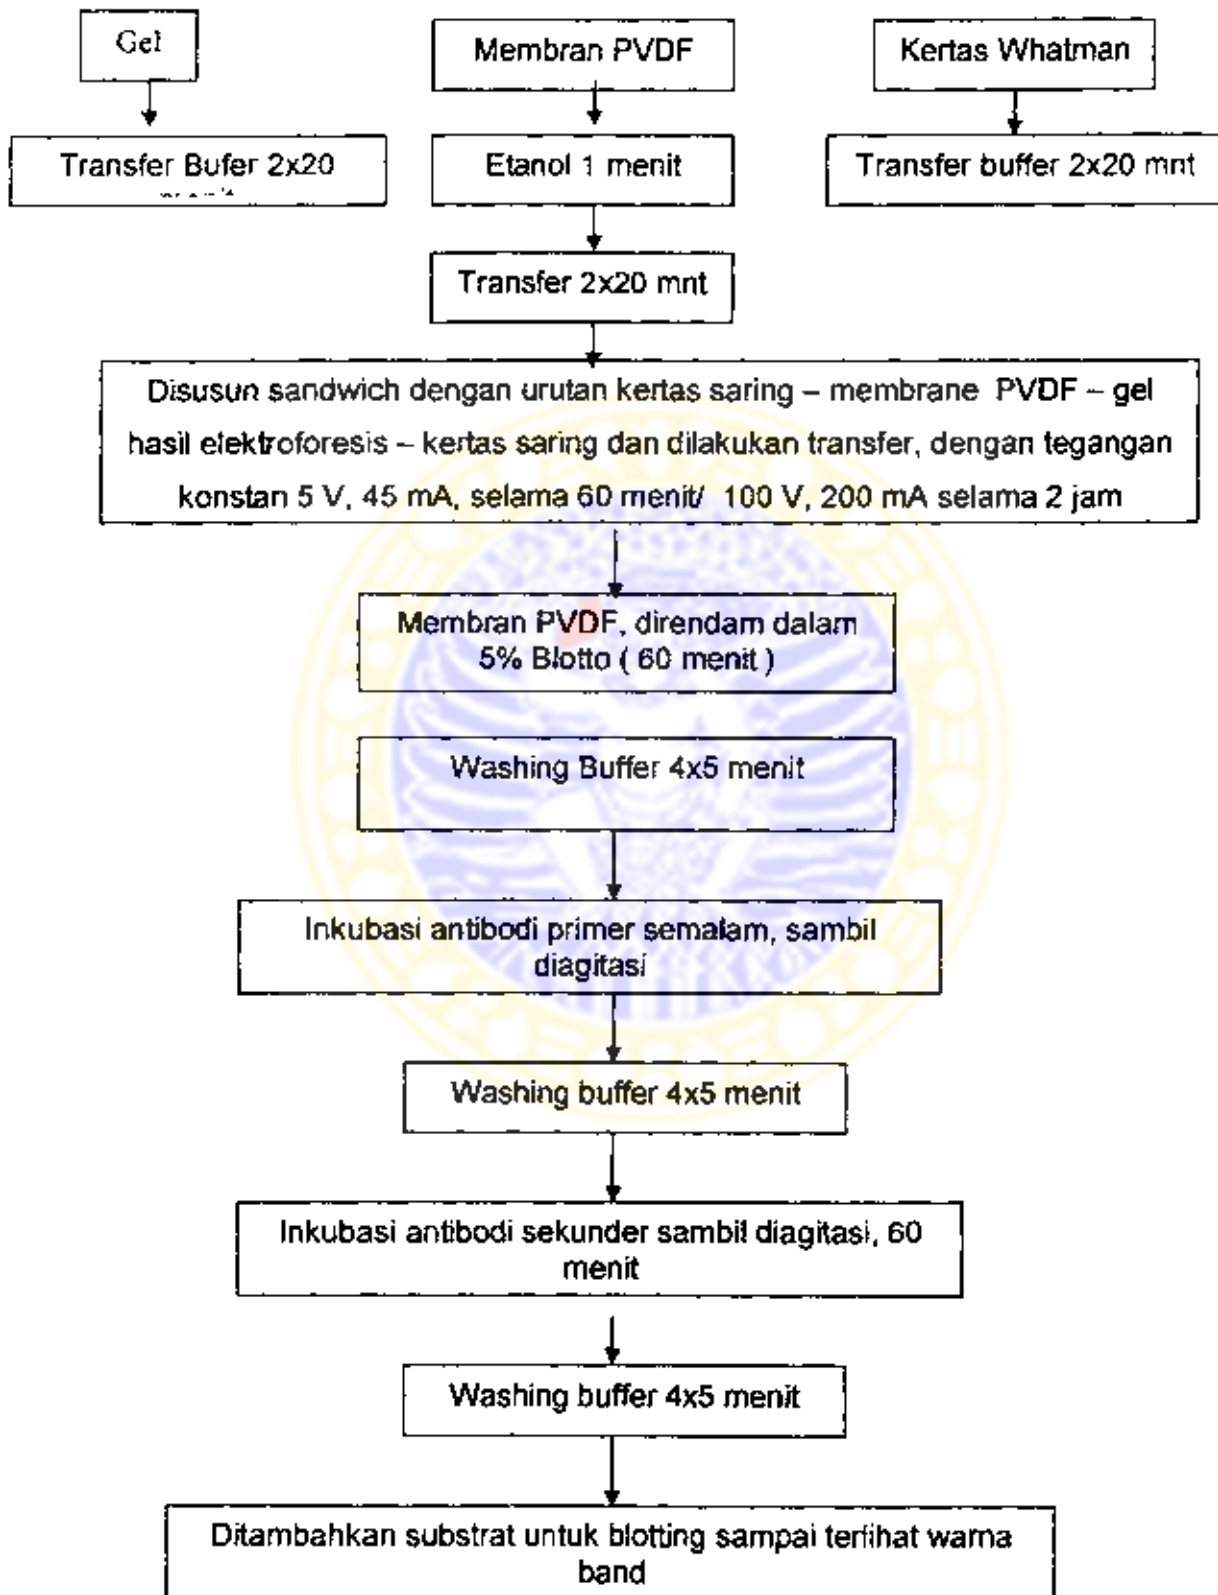 Gel
Membran PVDF
Kertas Whatman
Transfer Bufer 2x20
Etanol 1 menit
Transfer buffer 2x20 mnt
Transfer 2x20 mnt
Disusun sandwich dengan urutan kertas saring – membrane PVDF – gel
hasil elektroforesis – kertas saring dan dilakukan transfer, dengan tegangan
konstan 5 V, 45 mA, selama 60 menit/ 100 V, 200 mA selama 2 jam
Membran PVDF, direndam dalam
5% Blotto ( 60 menit )
Washing Buffer 4x5 menit
Inkubasi antibodi primer semalam, sambil
diagitasi
Washing buffer 4x5 menit
Inkubasi antibodi sekunder sambil diagitasi, 60
menit
Washing buffer 4x5 menit
Ditambahkan substrat untuk blotting sampai terlihat warna
band